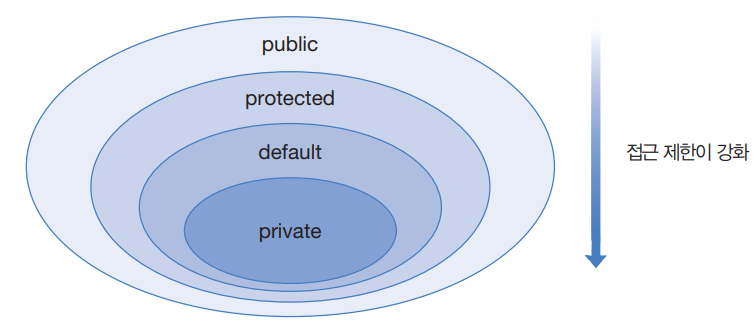 public
protected
default
private
접근 제한이 강화